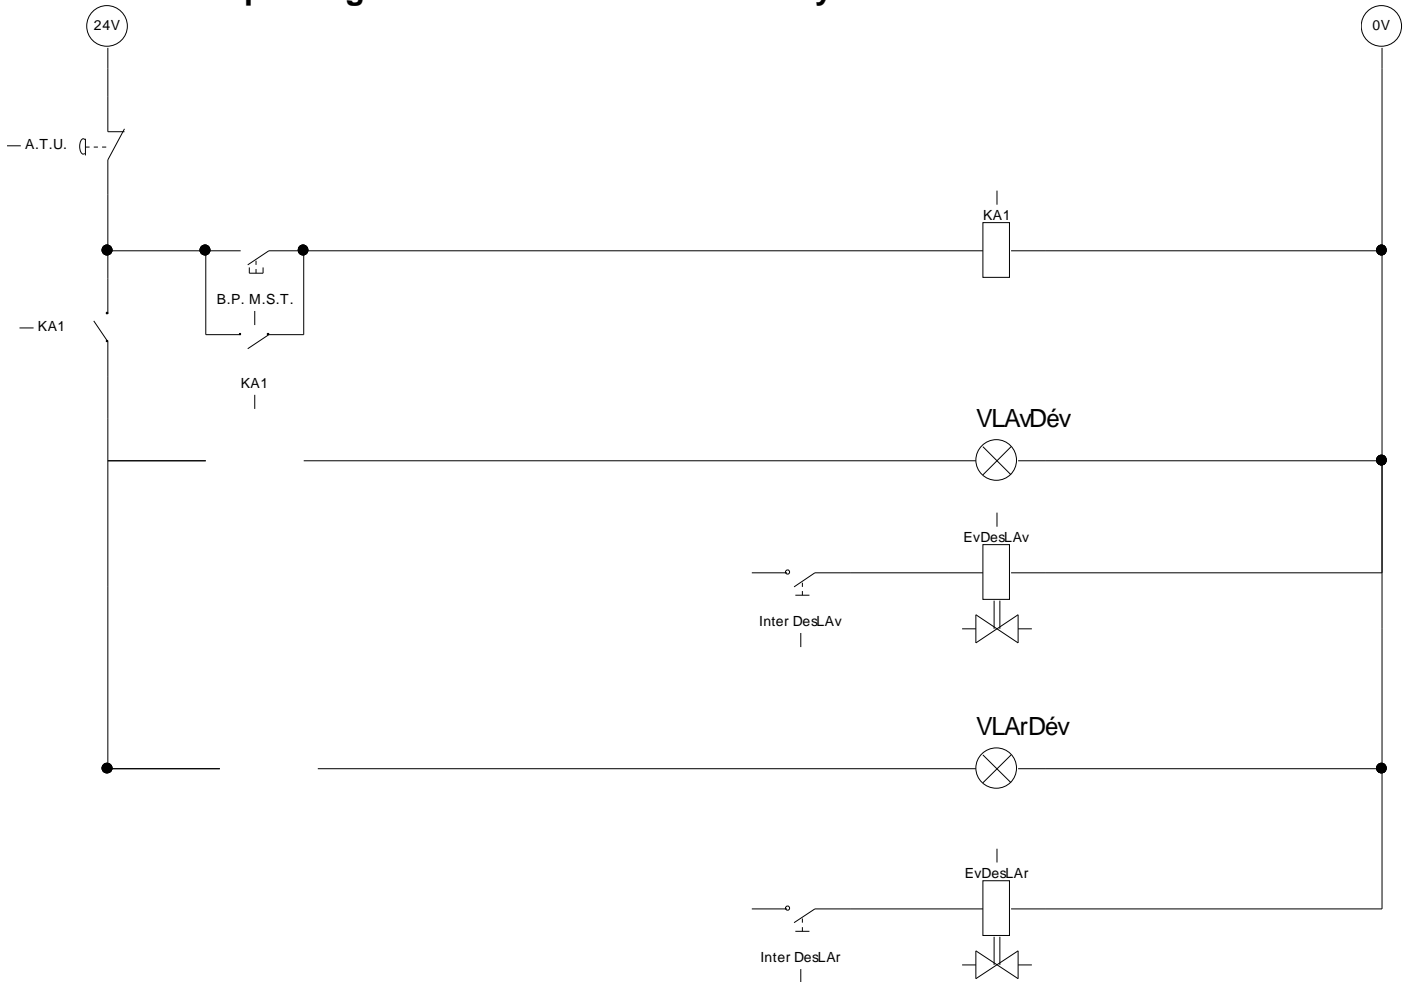 24V
0V
A.T.U.
KA1
B.P. M.S.T.
KA1
KA1
VLAvDév
EvDesLAv
Inter DesLAv
VLArDév
EvDesLAr
Inter DesLAr